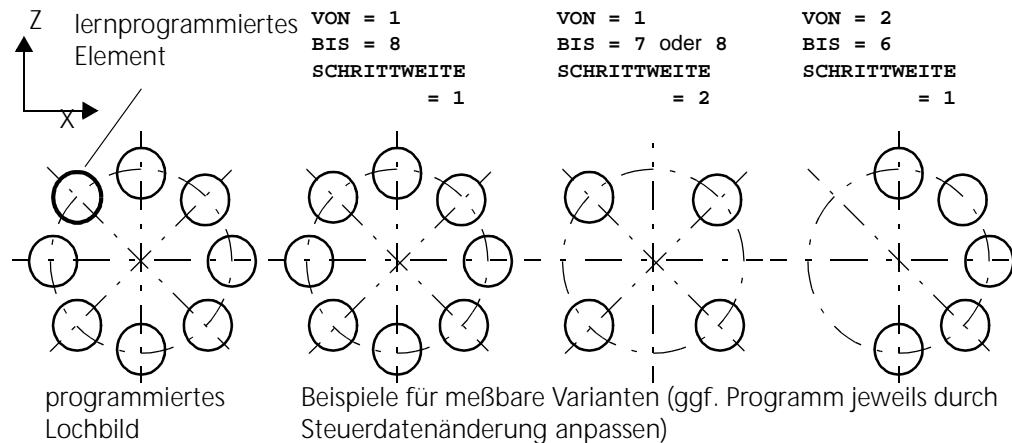 Z
lernprogrammiertes
Element
X
VON = 1
BIS = 8
SCHRITTWEITE
= 1
VON = 1
BIS = 7 oder 8
SCHRITTWEITE
= 2
VON = 2
BIS = 6
SCHRITTWEITE
= 1
programmiertes
Lochbild
Beispiele für meßbare Varianten (ggf. Programm jeweils durch
Steuerdatenänderung anpassen)